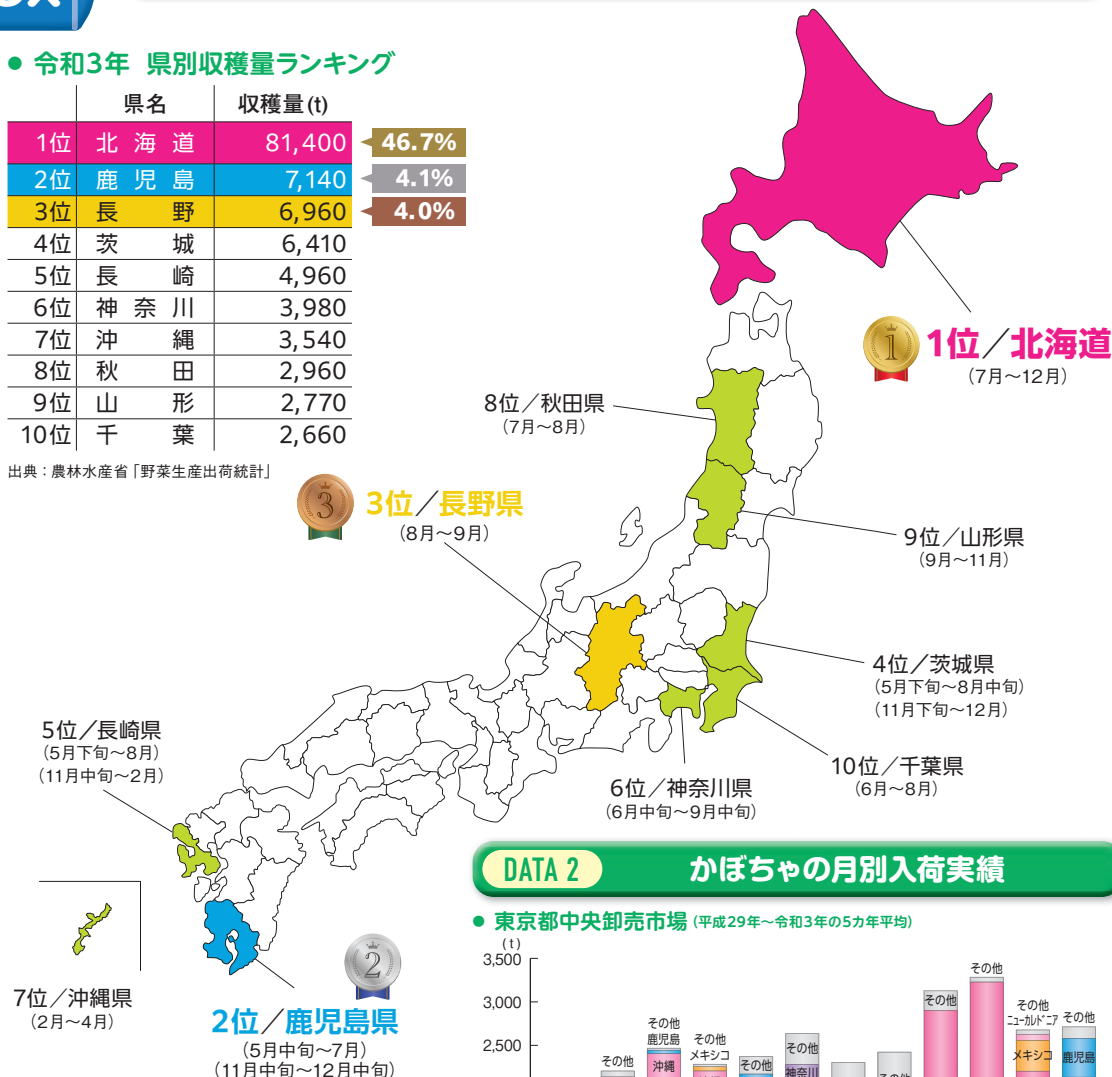 ● 令和3年 県別収穫量ランキング
県名 収穫量(t)
1位 北海道 81,400 46.7%
2位 鹿児島 7,140 4.1%
3位 長野 6,960 4.0%
4位 茨城 6,410
5位 長崎 4,960
6位 神奈川 3,980
7位 沖縄 3,540
8位 秋田 2,960
9位 山形 2,770
10位 千葉 2,660
出典：農林水産省「野菜生産出荷統計」
1
1位／北海道
(7月〜12月)
8位／秋田県
(7月〜8月)
3
3位／長野県
(8月〜9月)
9位／山形県
(9月〜11月)
4位／茨城県
(5月下旬〜8月中旬)
(11月下旬〜12月)
5位／長崎県
(5月下旬〜8月)
(11月中旬〜2月)
10位／千葉県
(6月〜8月)
6位／神奈川県
(6月中旬〜9月中旬)
7位／沖縄県
(2月〜4月)
2
2位／鹿児島県
(5月中旬〜7月)
(11月中旬〜12月中旬)
DATA 2 かぼちゃの月別入荷実績
● 東京都中央卸売市場 (平成29年〜令和3年の5カ年平均)
(t)
3,500
3,000
2,500
その他
その他
鹿児島
沖縄
その他
メキシコ
その他
その他
神奈川
その他
その他
その他
ニューカレドニア
メキシコ
その他
鹿児島